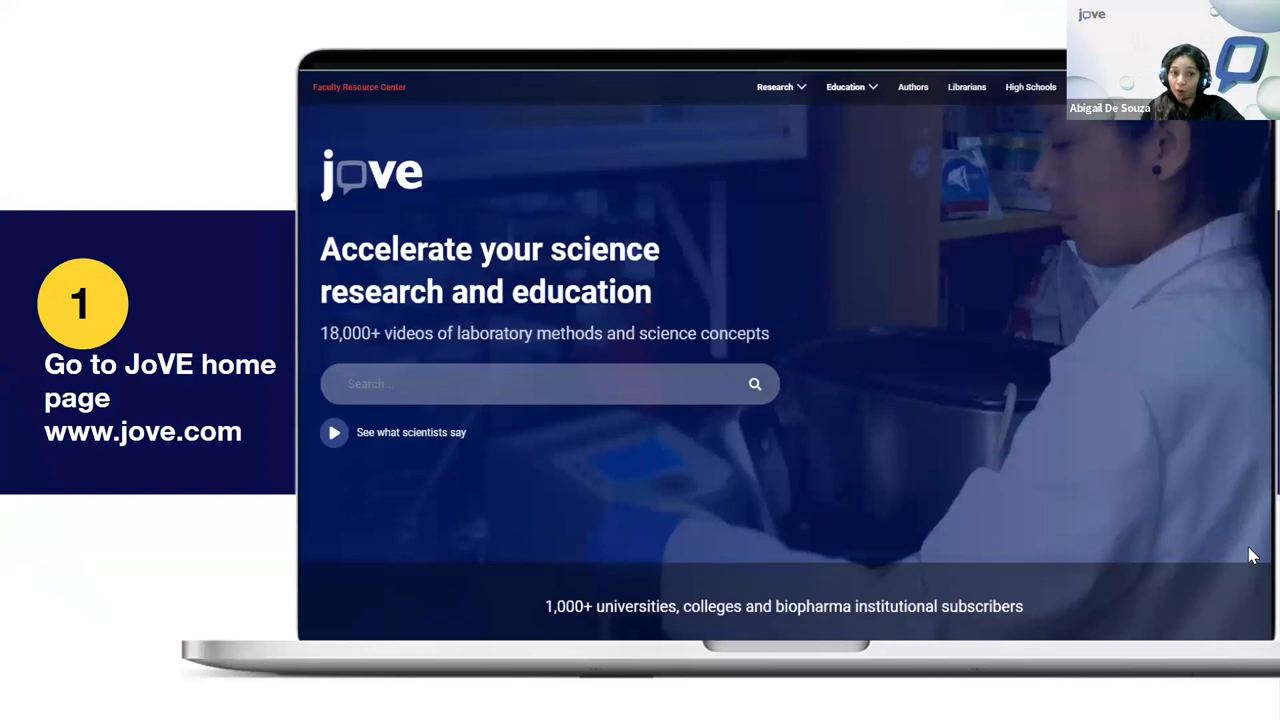 jove
Abigail De Souza
Faculty Resource Center
Research
Education
Authors
Librarians
High Schools
jove
Accelerate your science
research and education
18,000+ videos of laboratory methods and science concepts
Search...
See what scientists say
1,000+ universities, colleges and biopharma institutional subscribers
1
Go to JoVE home
page
www.jove.com